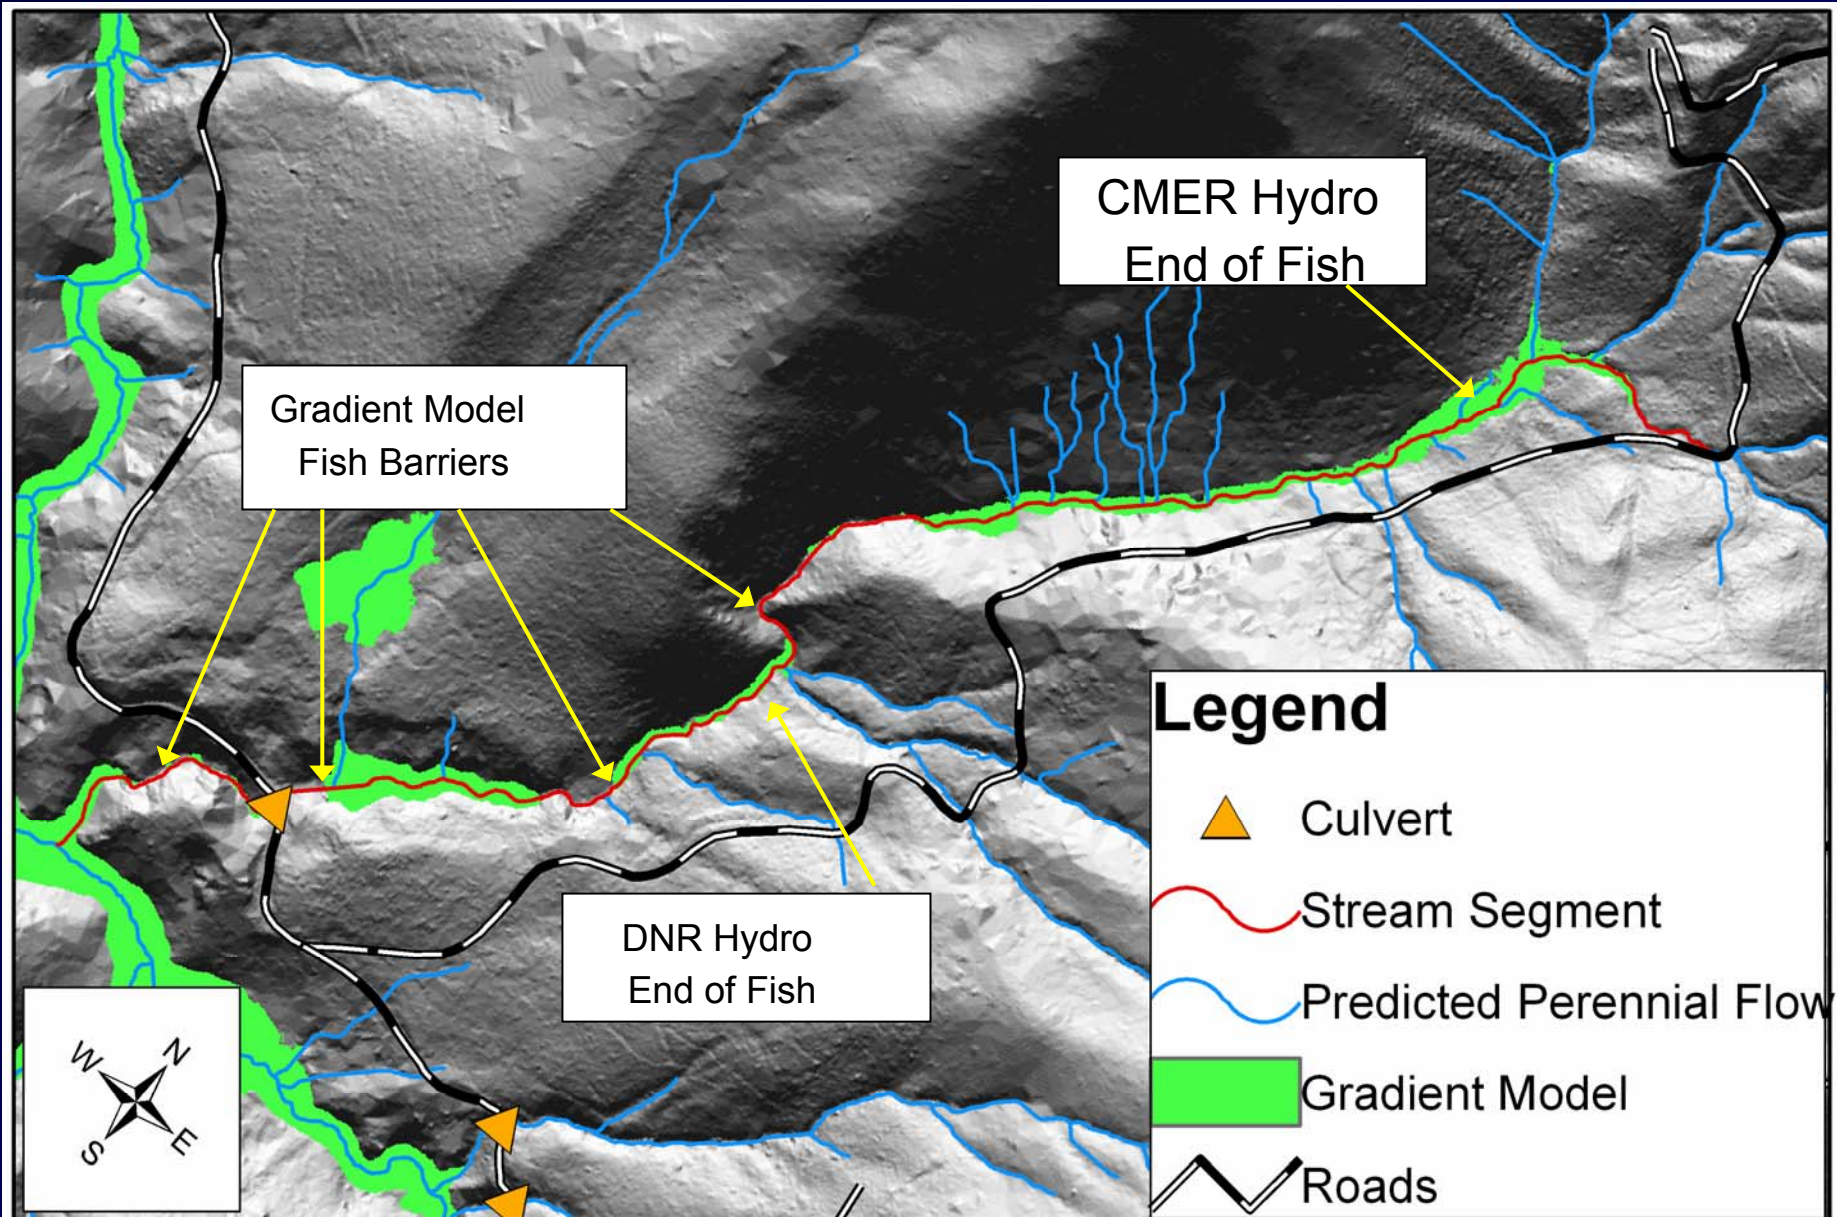 CMER Hydro
End of Fish
Gradient Model
Fish Barriers
DNR Hydro
End of Fish
Legend
Culvert
Stream Segment
Predicted Perennial Flow
Gradient Model
Roads
W N
S E